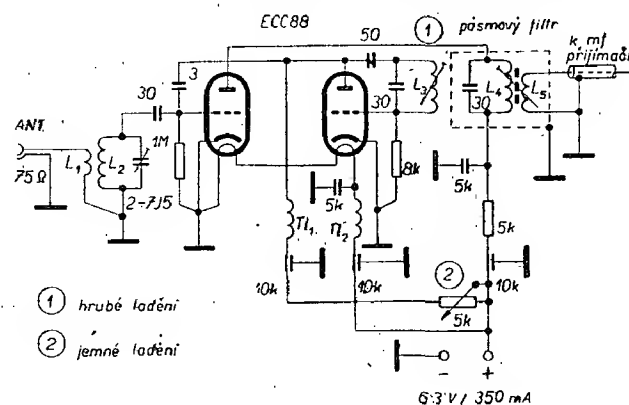 ECC88
1 pásmový filtr
k mf
přijímači
50
3
30
L3
30
L4
30
L5
ANT.
30
75Ω
L1
L2
1M
2-7,5
5k
8k
5k
5k
Tl1
Tl2
10k
10k
10k
2
5k
1 hrubé ladění
2 jemné ladění
- +
6.3V / 350 mA